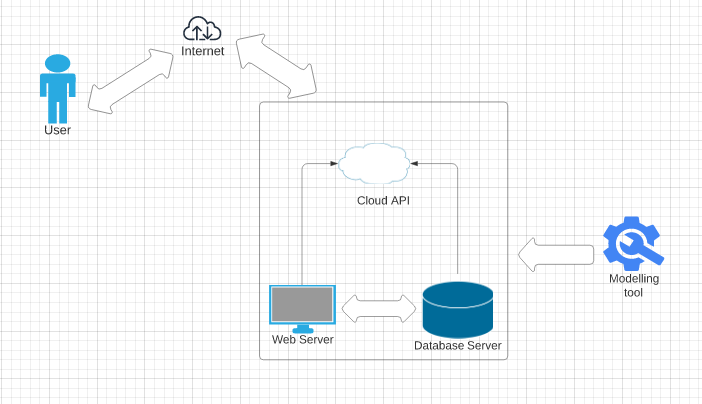 Internet
User
Cloud API
Modelling
tool
Web Server
Database Server